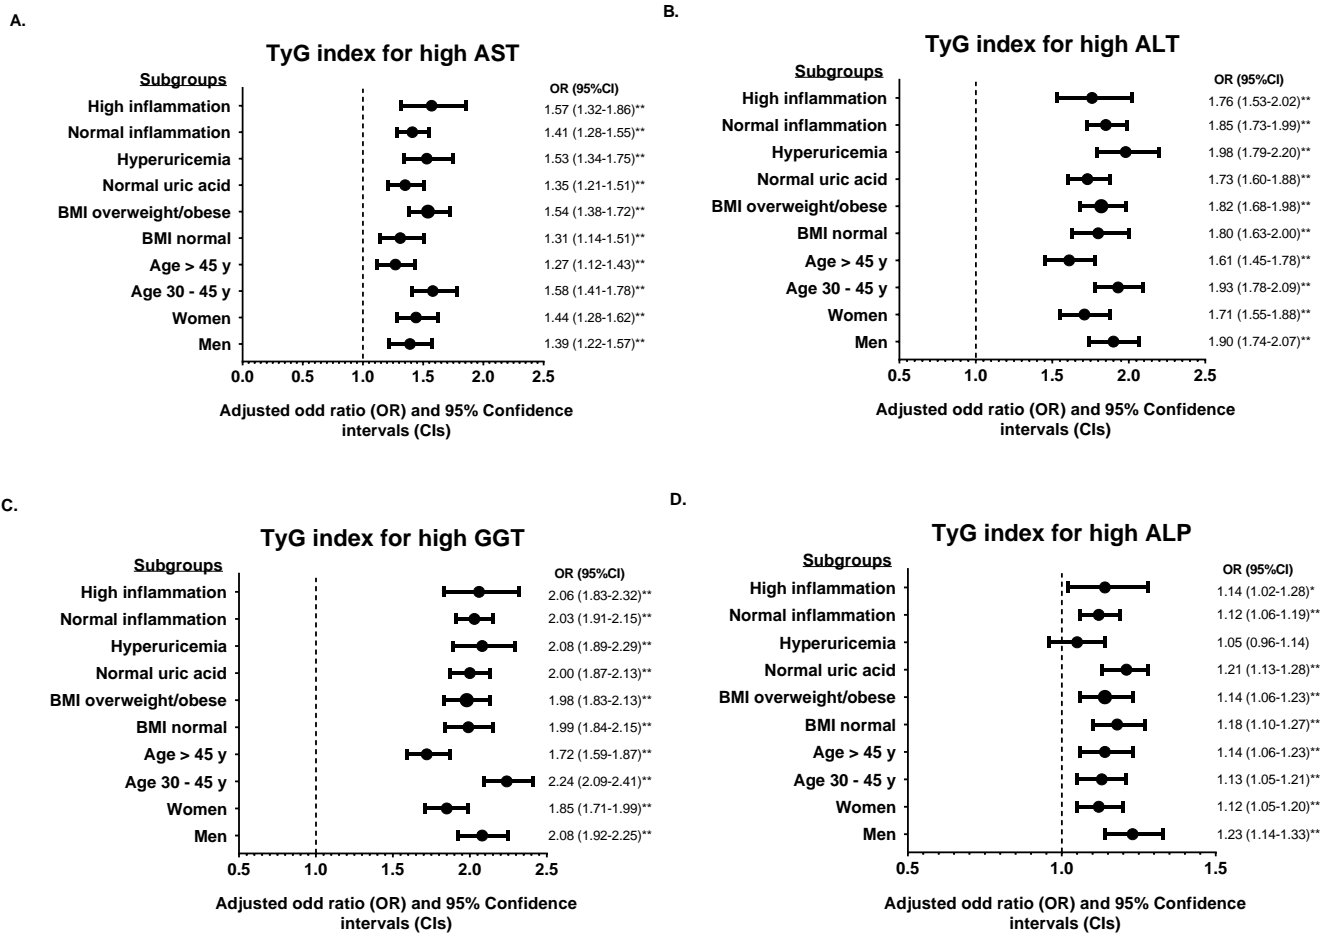 A.
TyG index for high AST
Subgroups
OR (95%CI)
High inflammation 1.57 (1.32-1.86)**
Normal inflammation 1.41 (1.28-1.55)**
Hyperuricemia 1.53 (1.34-1.75)**
Normal uric acid 1.35 (1.21-1.51)**
BMI overweight/obese 1.54 (1.38-1.72)**
BMI normal 1.31 (1.14-1.51)**
Age > 45 y 1.27 (1.12-1.43)**
Age 30 - 45 y 1.58 (1.41-1.78)**
Women 1.44 (1.28-1.62)**
Men 1.39 (1.22-1.57)**
0.0 0.5 1.0 1.5 2.0 2.5
Adjusted odd ratio (OR) and 95% Confidence
intervals (CIs)
B.
TyG index for high ALT
Subgroups
OR (95%CI)
High inflammation 1.76 (1.53-2.02)**
Normal inflammation 1.85 (1.73-1.99)**
Hyperuricemia 1.98 (1.79-2.20)**
Normal uric acid 1.73 (1.60-1.88)**
BMI overweight/obese 1.82 (1.68-1.98)**
BMI normal 1.80 (1.63-2.00)**
Age > 45 y 1.61 (1.45-1.78)**
Age 30 - 45 y 1.93 (1.78-2.09)**
Women 1.71 (1.55-1.88)**
Men 1.90 (1.74-2.07)**
0.5 1.0 1.5 2.0 2.5
Adjusted odd ratio (OR) and 95% Confidence
intervals (CIs)
C.
TyG index for high GGT
Subgroups
OR (95%CI)
High inflammation 2.06 (1.83-2.32)**
Normal inflammation 2.03 (1.91-2.15)**
Hyperuricemia 2.08 (1.89-2.29)**
Normal uric acid 2.00 (1.87-2.13)**
BMI overweight/obese 1.98 (1.83-2.13)**
BMI normal 1.99 (1.84-2.15)**
Age > 45 y 1.72 (1.59-1.87)**
Age 30 - 45 y 2.24 (2.09-2.41)**
Women 1.85 (1.71-1.99)**
Men 2.08 (1.92-2.25)**
0.5 1.0 1.5 2.0 2.5
Adjusted odd ratio (OR) and 95% Confidence
intervals (CIs)
D.
TyG index for high ALP
Subgroups
OR (95%CI)
High inflammation 1.14 (1.02-1.28)*
Normal inflammation 1.12 (1.06-1.19)**
Hyperuricemia 1.05 (0.96-1.14)
Normal uric acid 1.21 (1.13-1.28)**
BMI overweight/obese 1.14 (1.06-1.23)**
BMI normal 1.18 (1.10-1.27)**
Age > 45 y 1.14 (1.06-1.23)**
Age 30 - 45 y 1.13 (1.05-1.21)**
Women 1.12 (1.05-1.20)**
Men 1.23 (1.14-1.33)**
0.5 1.0 1.5
Adjusted odd ratio (OR) and 95% Confidence
intervals (CIs)